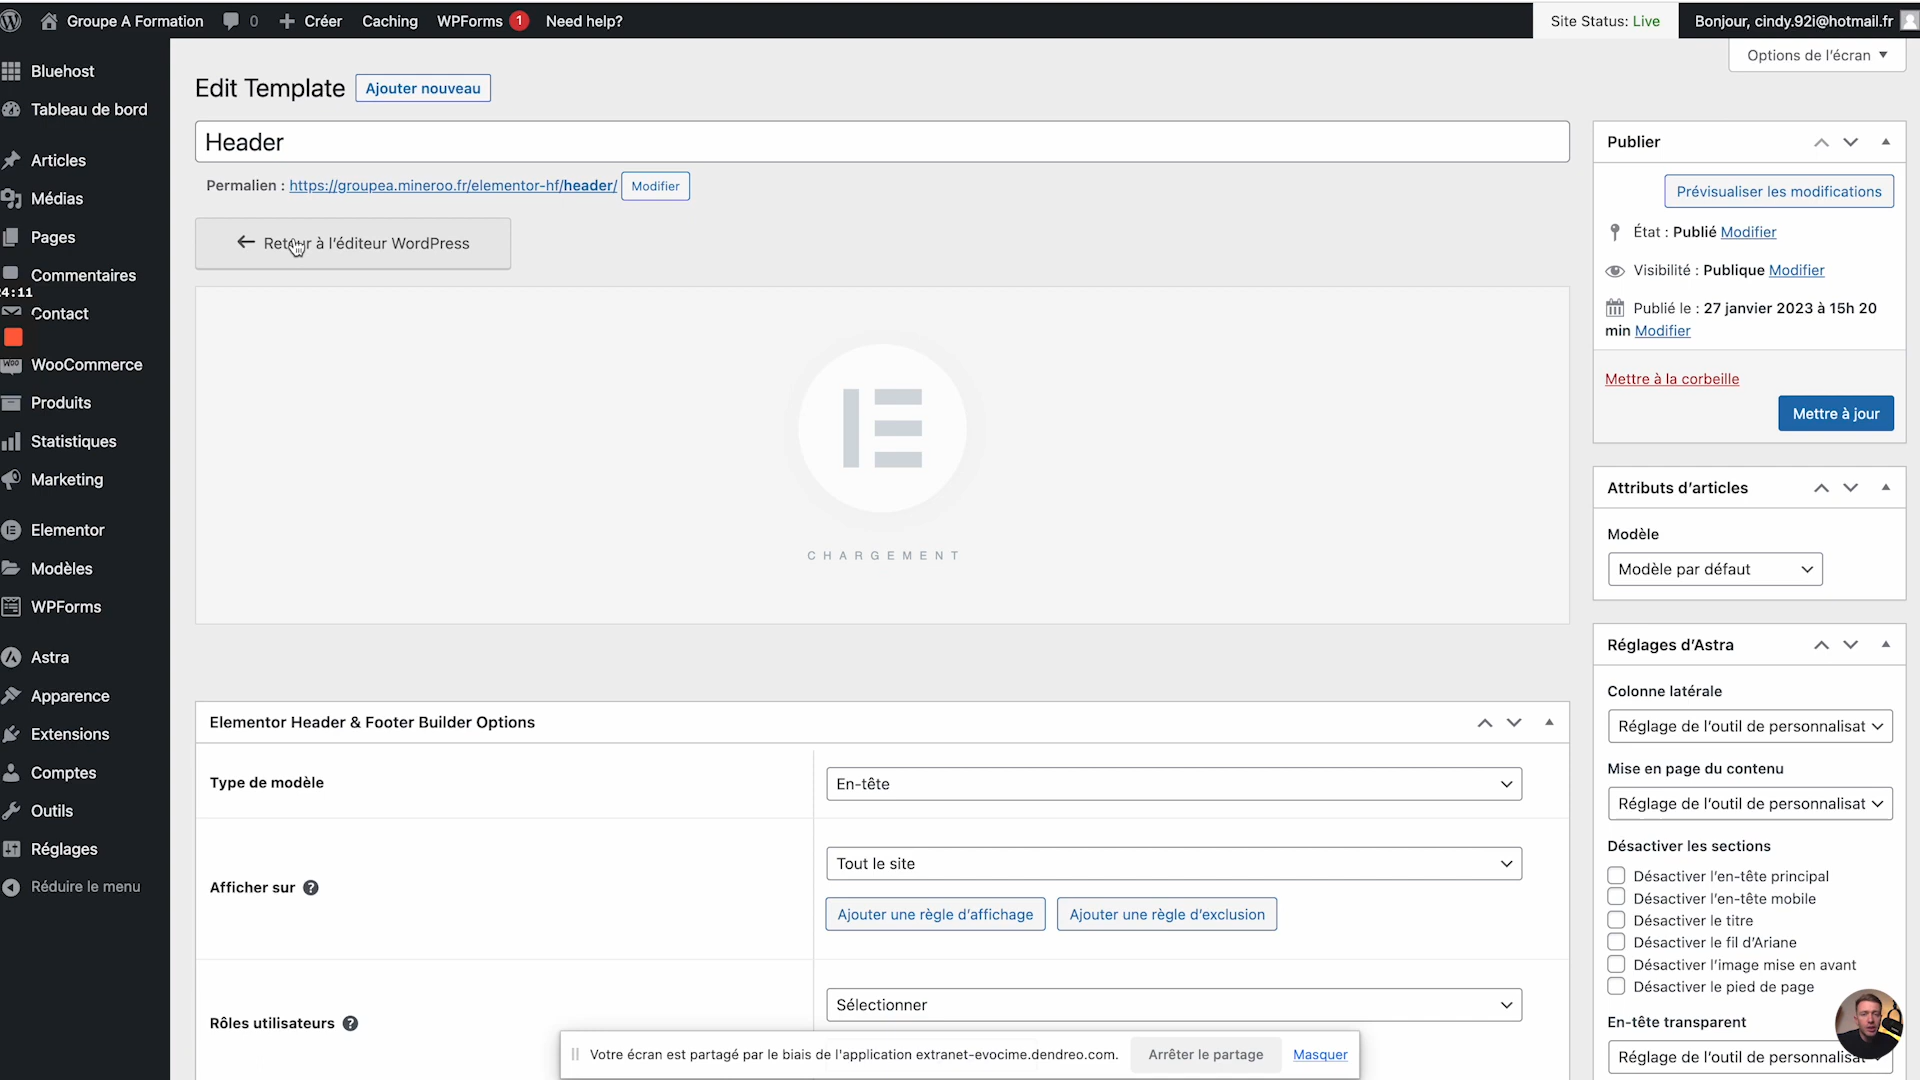 Groupe A Formation
0
Créer
Caching
WPForms 1
Need help?
Site Status: Live
Bonjour, cindy.92i@hotmail.fr
Options de l'écran
Bluehost
Tableau de bord
Articles
Médias
Pages
Commentaires
4:11
Contact
WooCommerce
Produits
Statistiques
Marketing
Elementor
Modèles
WPForms
Astra
Apparence
Extensions
Comptes
Outils
Réglages
Réduire le menu
Edit Template
Ajouter nouveau
Header
Permalien : https://groupea.mineroo.fr/elementor-hf/header/ Modifier
Retour à l'éditeur WordPress
CHARGEMENT
Elementor Header & Footer Builder Options
Type de modèle
En-tête
Afficher sur ?
Tout le site
Ajouter une règle d'affichage
Ajouter une règle d'exclusion
Rôles utilisateurs ?
Sélectionner
Publier
Prévisualiser les modifications
État : Publié Modifier
Visibilité : Publique Modifier
Publié le : 27 janvier 2023 à 15h 20
min Modifier
Mettre à la corbeille
Mettre à jour
Attributs d'articles
Modèle
Modèle par défaut
Réglages d'Astra
Colonne latérale
Réglage de l'outil de personnalisat
Mise en page du contenu
Réglage de l'outil de personnalisat
Désactiver les sections
Désactiver l'en-tête principal
Désactiver l'en-tête mobile
Désactiver le titre
Désactiver le fil d'Ariane
Désactiver l'image mise en avant
Désactiver le pied de page
En-tête transparent
Réglage de l'outil de personnalisat
Votre écran est partagé par le biais de l'application extranet-evocime.dendreo.com.
Arrêter le partage
Masquer